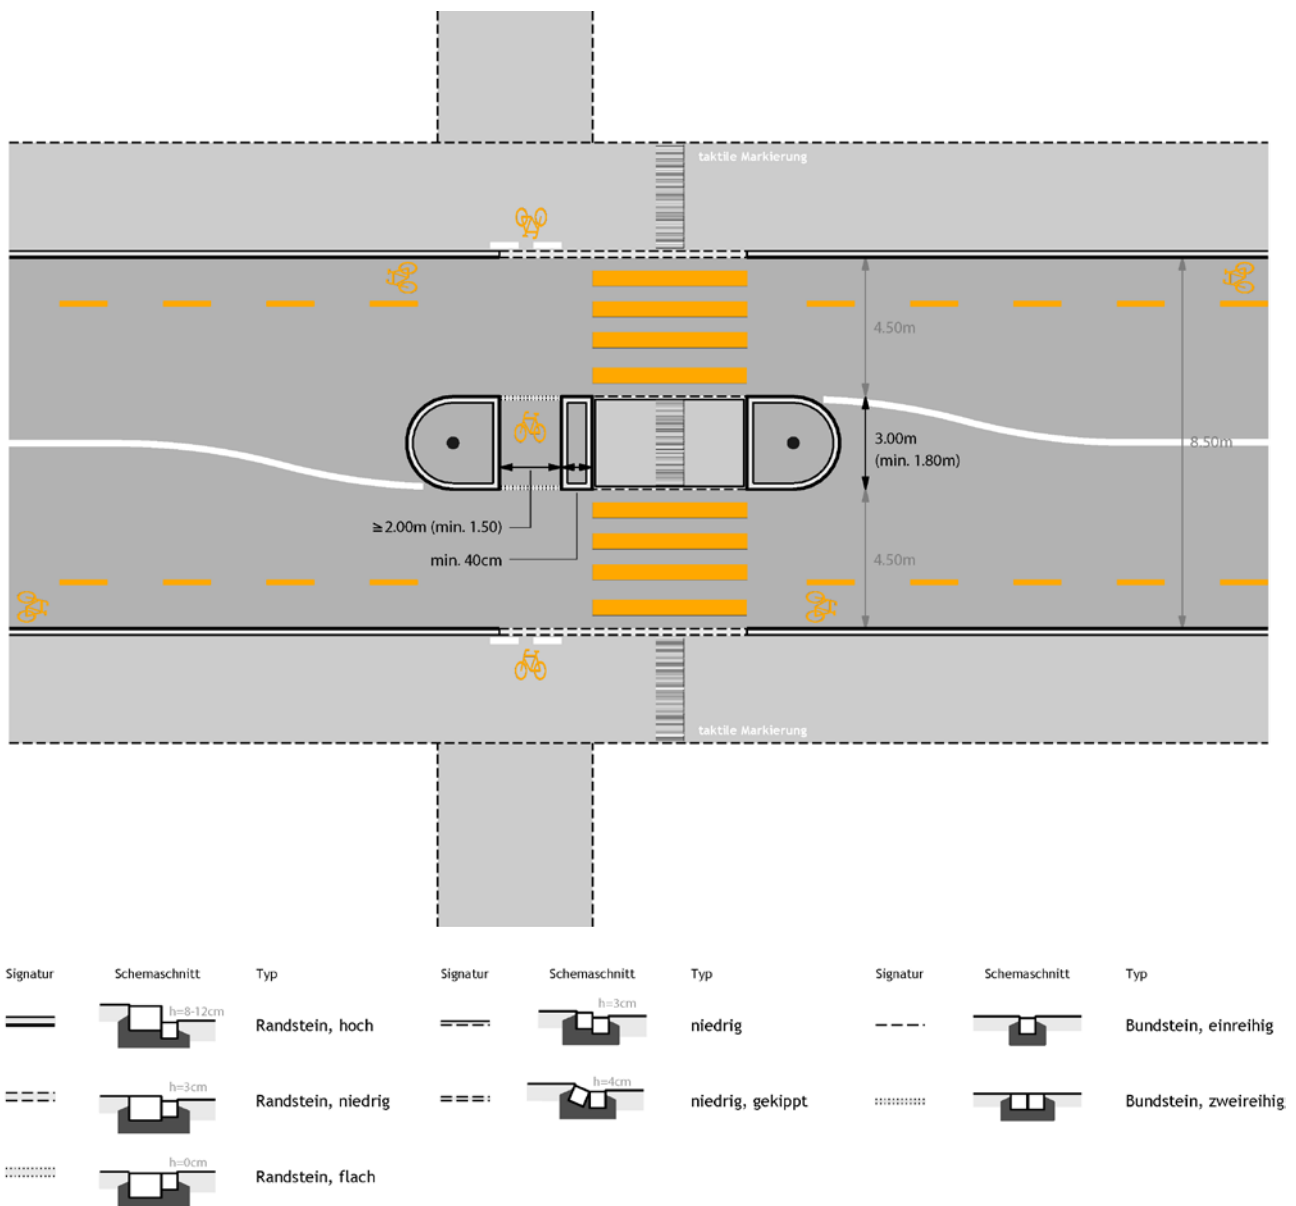 taktile Markierung
4.50m
3.00m
(min. 1.80m)
8.50m
≥2.00m (min. 1.50)
min. 40cm
4.50m
taktile Markierung
Signatur Schemaschnitt Typ Signatur Schemaschnitt Typ Signatur Schemaschnitt Typ
h=8-12cm Randstein, hoch h=3cm niedrig Bundstein, einreihig
h=3cm Randstein, niedrig h=4cm niedrig, gekippt Bundstein, zweireihig
h=0cm Randstein, flach